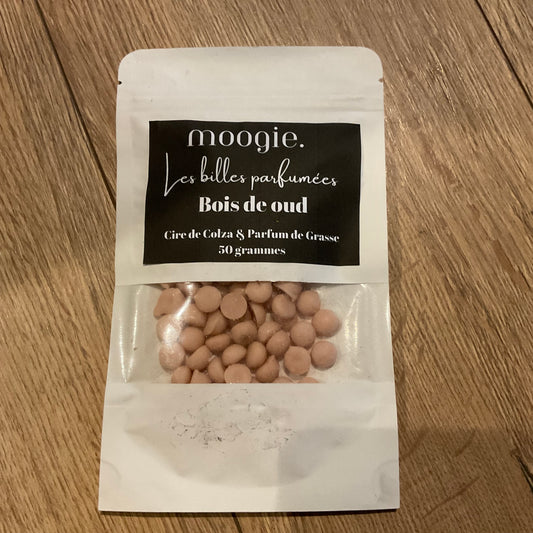 moogie.
Les billes parfumées
Bois de oud
Cire de Colza & Parfum de Grasse
50 grammes